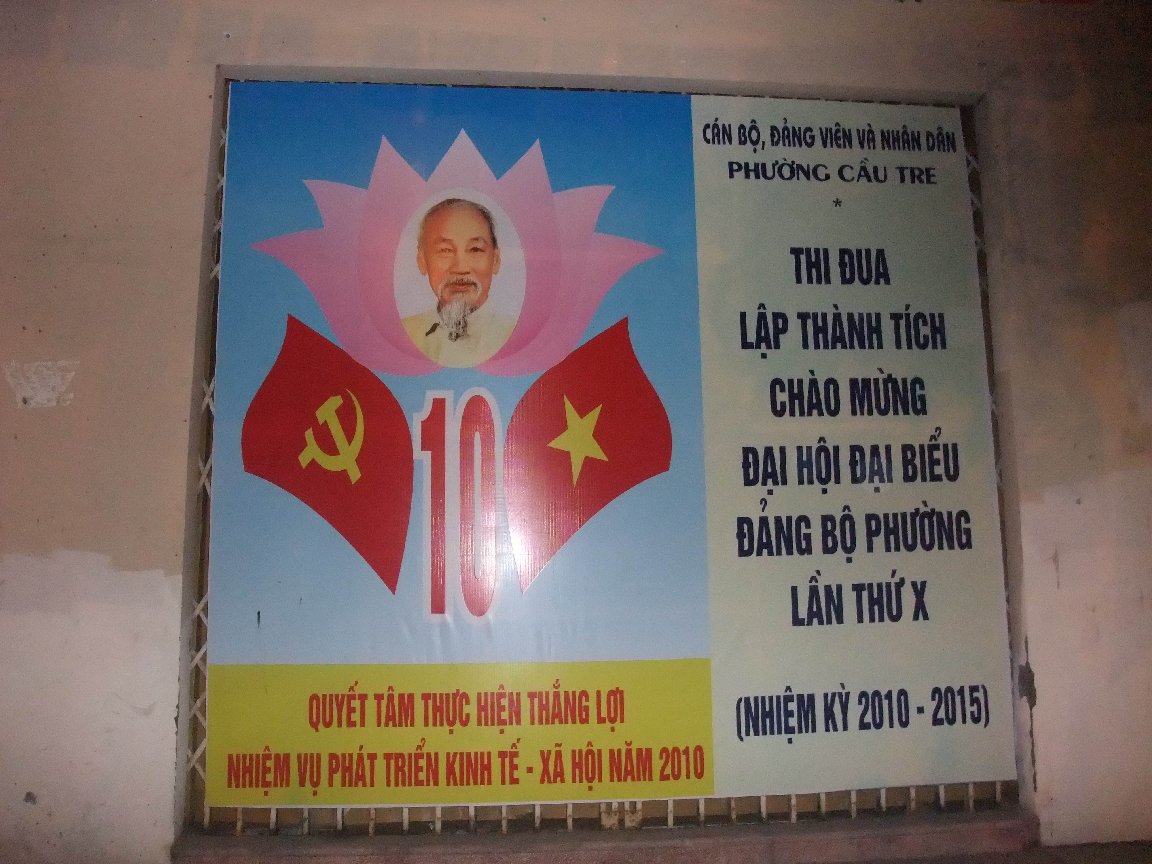 CÁN BỘ, ĐẢNG VIÊN VÀ NHÂN DÂN
PHƯỜNG CẦU TRE
*
THI ĐUA
LẬP THÀNH TÍCH
CHÀO MỪNG
ĐẠI HỘI ĐẠI BIỂU
ĐẢNG BỘ PHƯỜNG
LẦN THỨ X
(NHIỆM KỲ 2010 - 2015)
10
QUYẾT TÂM THỰC HIỆN THẮNG LỢI
NHIỆM VỤ PHÁT TRIỂN KINH TẾ - XÃ HỘI NĂM 2010